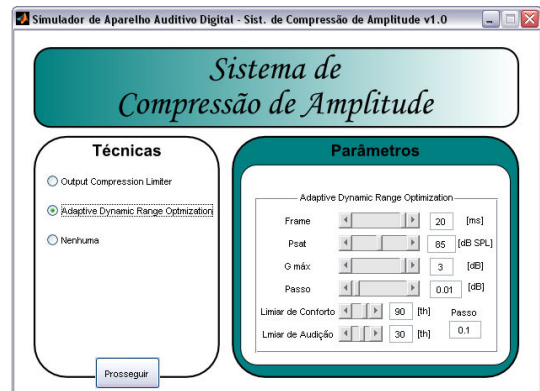 Simulador de Aparelho Auditivo Digital - Sist. de Compressão de Amplitude v1.0
Sistema de
Compressão de Amplitude
Técnicas
Output Compression Limiter
Adaptive Dynamic Range Optmization
Nenhuma
Prosseguir
Parâmetros
Adaptive Dynamic Range Optimization
Frame 20 [ms]
Psat 85 [dB SPL]
G máx 3 [dB]
Passo 0.01 [dB]
Limiar de Conforto 90 [th] Passo
Lmiar de Audição 30 [th] 0.1